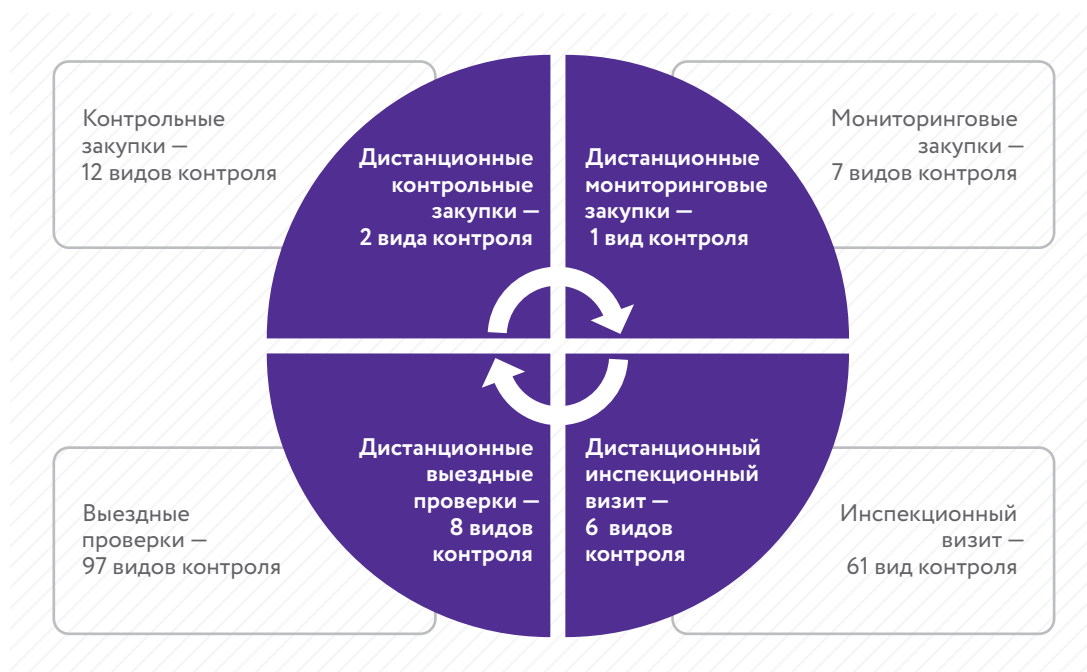 Контрольные
закупки —
12 видов контроля
Дистанционные
контрольные
закупки —
2 вида контроля
Дистанционные
мониторинговые
закупки —
1 вид контроля
Мониторинговые
закупки —
7 видов контроля
Выездные
проверки —
97 видов контроля
Дистанционные
выездные
проверки —
8 видов
контроля
Дистанционный
инспекционный
визит —
6 видов
контроля
Инспекционный
визит —
61 вид контроля